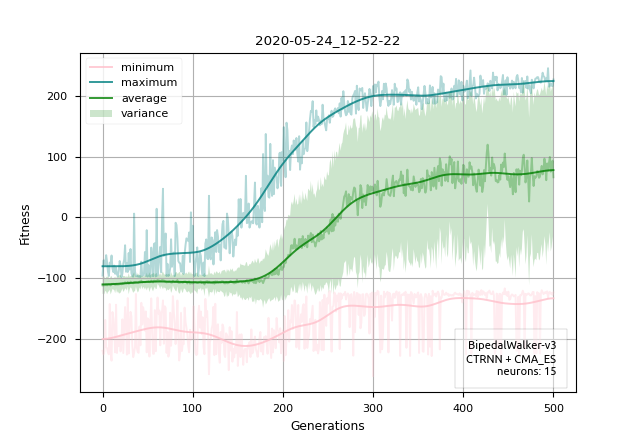 2020-05-24_12-52-22
minimum
maximum
average
variance
200
100
0
−100
−200
Fitness
BipedalWalker-v3
CTRNN + CMA_ES
neurons: 15
0 100 200 300 400 500
Generations